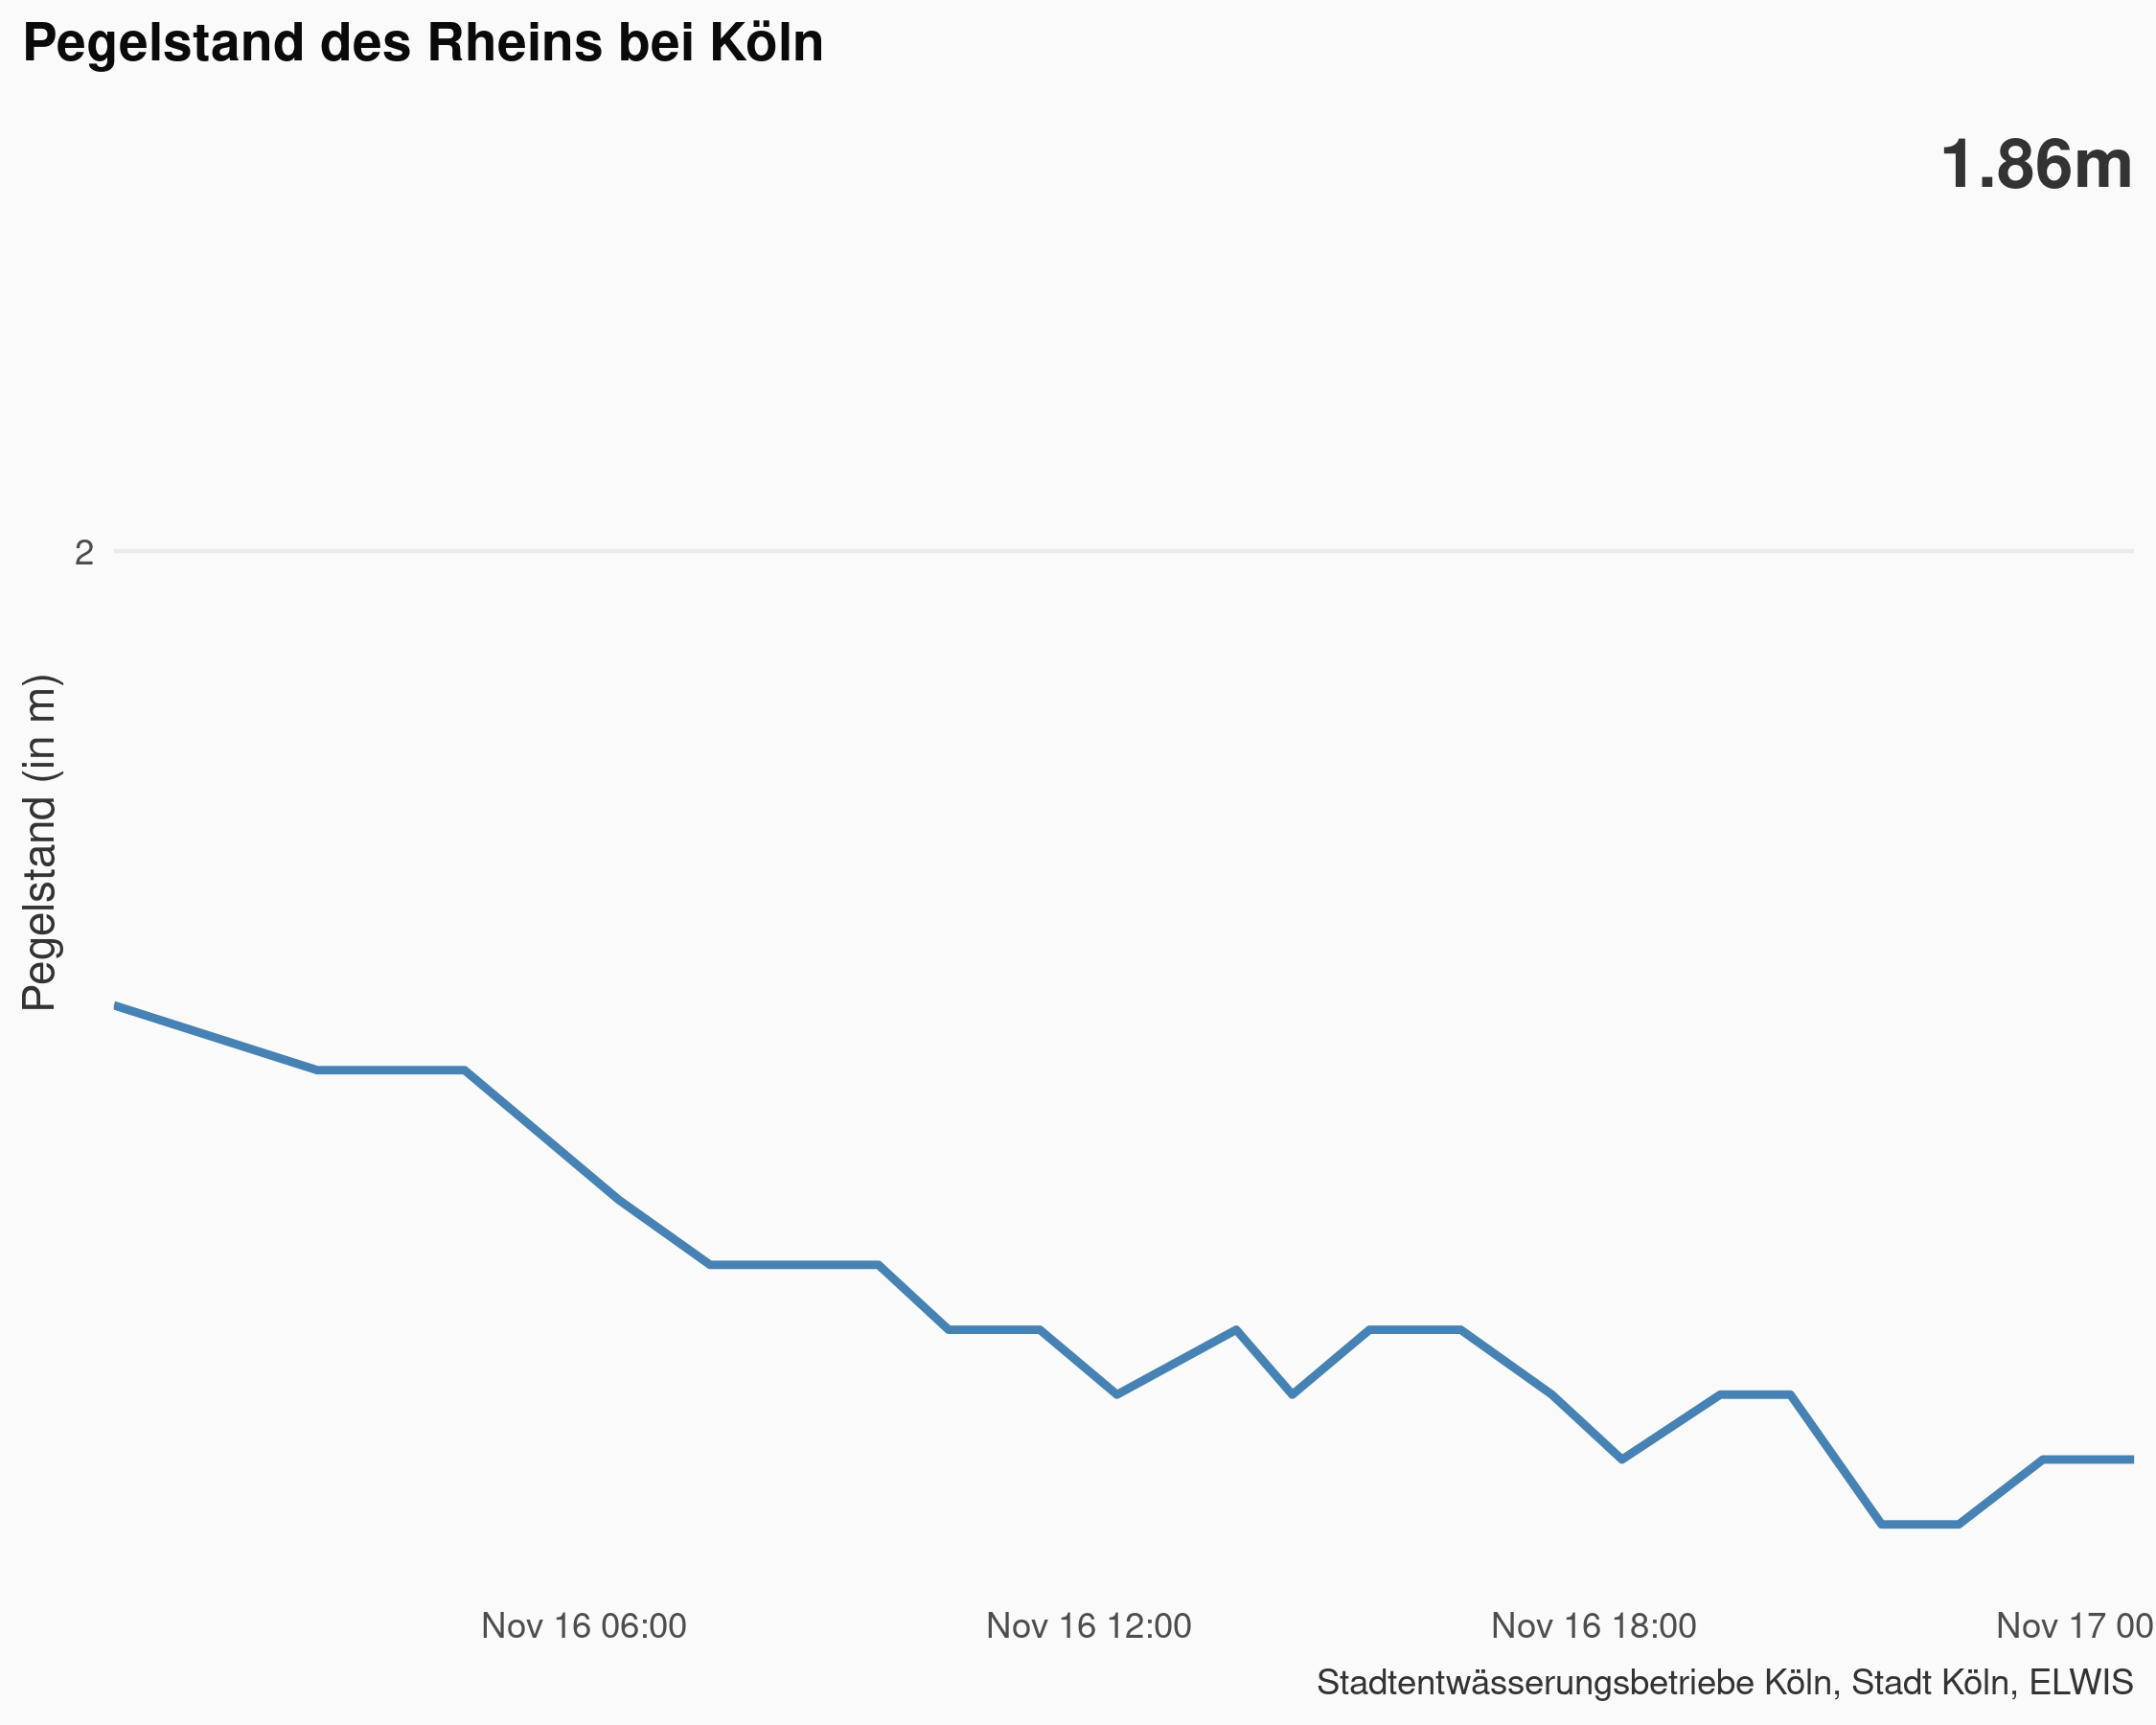 Pegelstand des Rheins bei Köln
1.86m
2
Pegelstand (in m)
Nov 16 06:00
Nov 16 12:00
Nov 16 18:00
Nov 17 00
Stadtentwässerungsbetriebe Köln, Stadt Köln, ELWIS